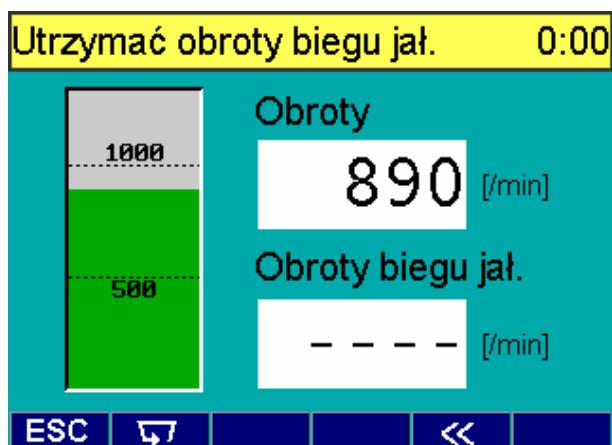 Utrzymać obroty biegu jał. 0:00
1000
500
Obroty
890 [/min]
Obroty biegu jał.
---- [/min]
ESC <<